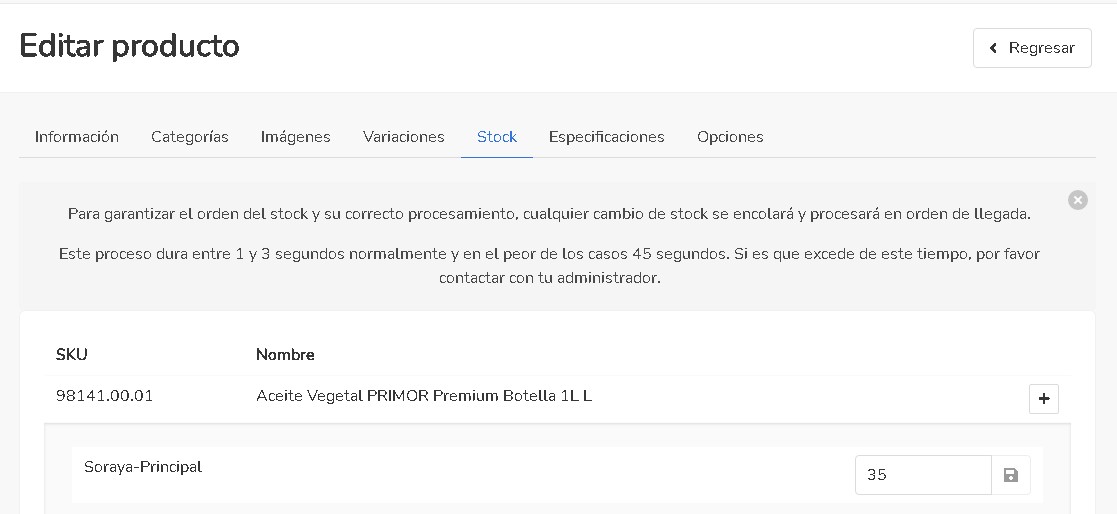 Editar producto
Regresar
Información Categorías Imágenes Variaciones Stock Especificaciones Opciones
Para garantizar el orden del stock y su correcto procesamiento, cualquier cambio de stock se encolará y procesará en orden de llegada.
Este proceso dura entre 1 y 3 segundos normalmente y en el peor de los casos 45 segundos. Si es que excede de este tiempo, por favor
contactar con tu administrador.
SKU Nombre
98141.00.01 Aceite Vegetal PRIMOR Premium Botella 1L L
Soraya-Principal 35